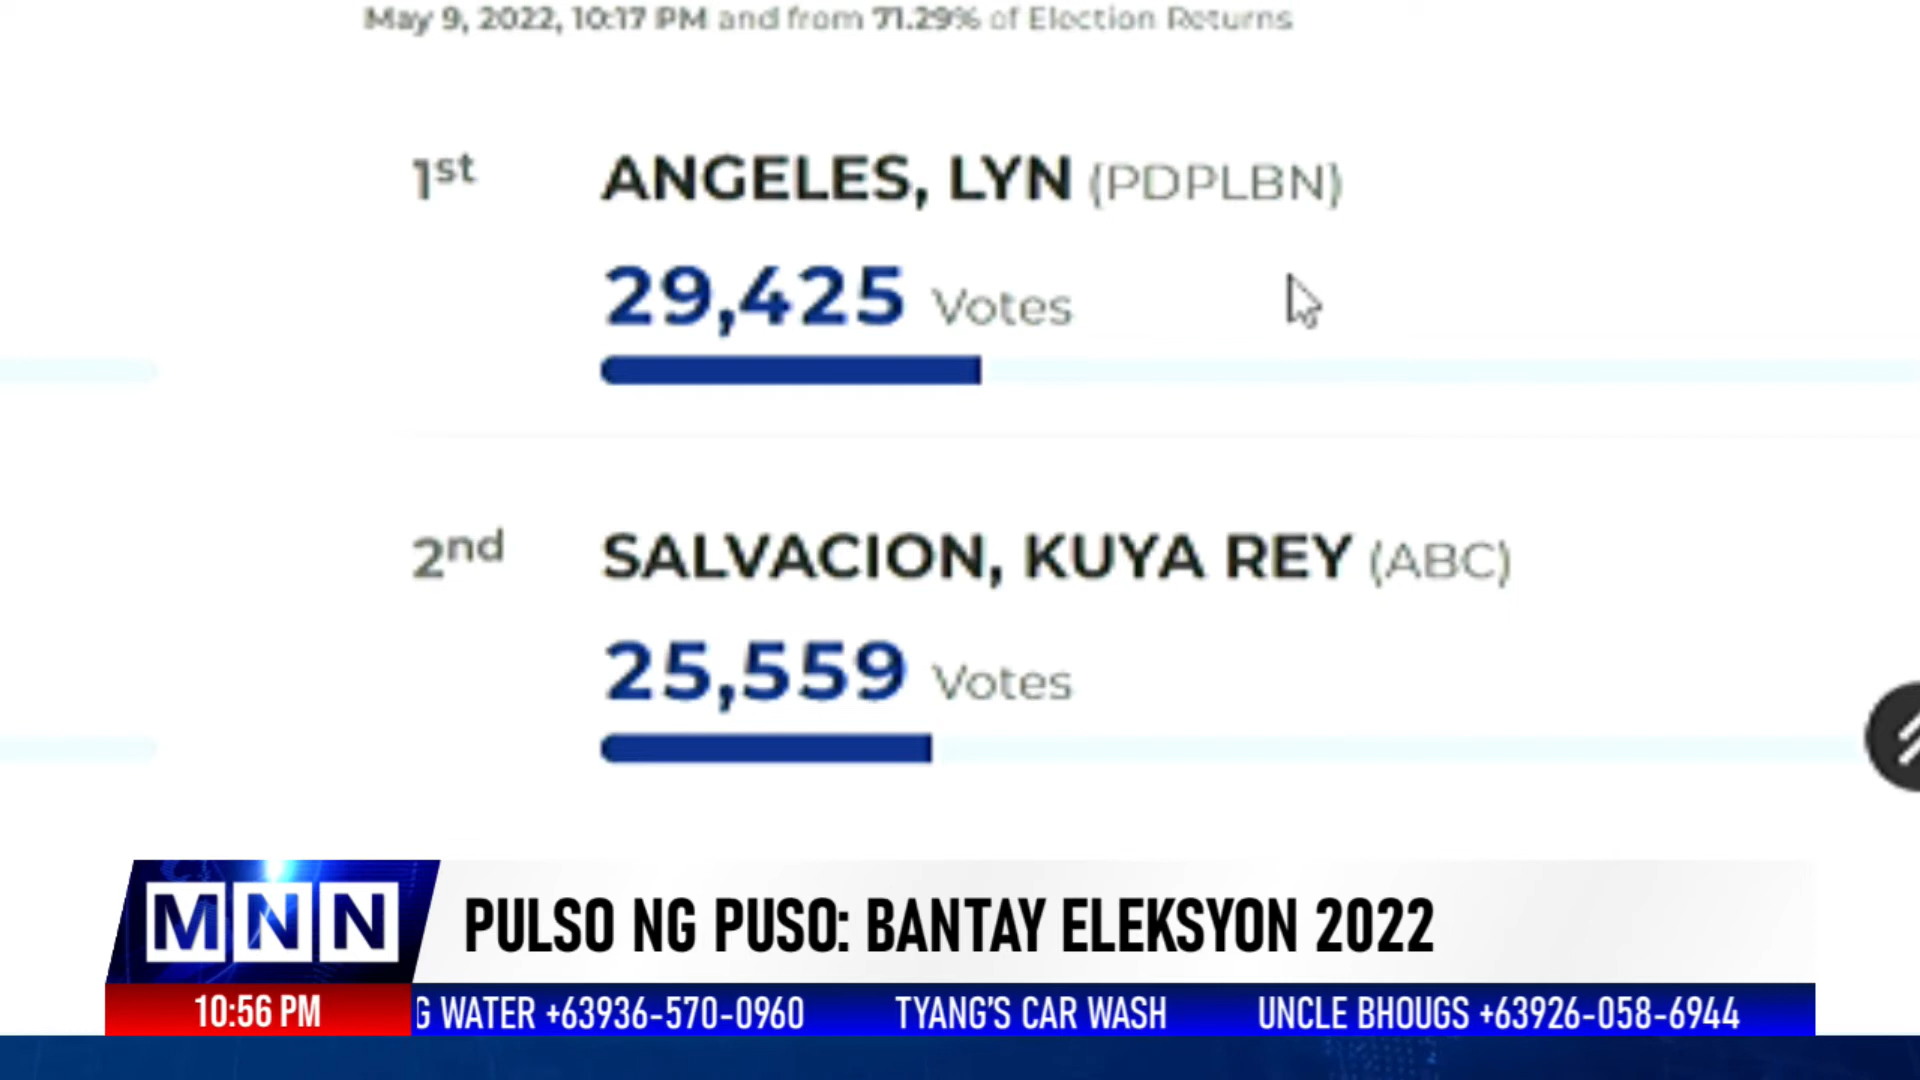 May 9, 2022, 10:17 PM and from 71.29% of Election Returns
1st ANGELES, LYN (PDPLBN)
29,425 Votes
2nd SALVACION, KUYA REY (ABC)
25,559 Votes
MNN PULSO NG PUSO: BANTAY ELEKSYON 2022
10:56 PM G WATER +63936-570-0960 TYANG'S CAR WASH UNCLE BHOUGS +63926-058-6944